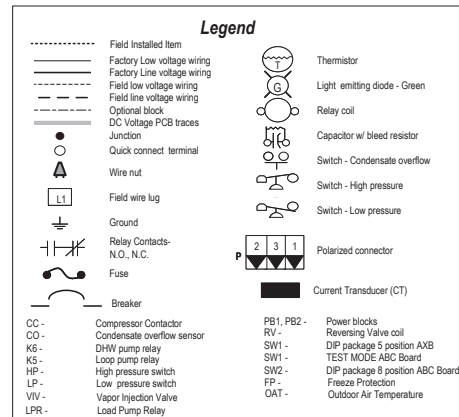 Legend
Field Installed Item
Factory Low voltage wiring
Factory Line voltage wiring
Field low voltage wiring
Field line voltage wiring
Optional block
DC Voltage PCB traces
Junction
Quick connect terminal
Wire nut
L1
Field wire lug
Ground
Relay Contacts-
N.O., N.C.
Fuse
Breaker
T
Thermistor
G
Light emitting diode - Green
Relay coil
Capacitor w/ bleed resistor
Switch - Condensate overflow
Switch - High pressure
Switch - Low pressure
P 2 3 1
Polarized connector
Current Transducer (CT)
CC - Compressor Contactor
CO - Condensate overflow sensor
K6 - DHW pump relay
K5 - Loop pump relay
HP - High pressure switch
LP - Low pressure switch
VIV - Vapor Injection Valve
LPR - Load Pump Relay
PB1, PB2 - Power blocks
RV - Reversing Valve coil
SW1 - DIP package 5 position AXB
SW1 - TEST MODE ABC Board
SW2 - DIP package 8 position ABC Board
FP - Freeze Protection
OAT - Outdoor Air Temperature